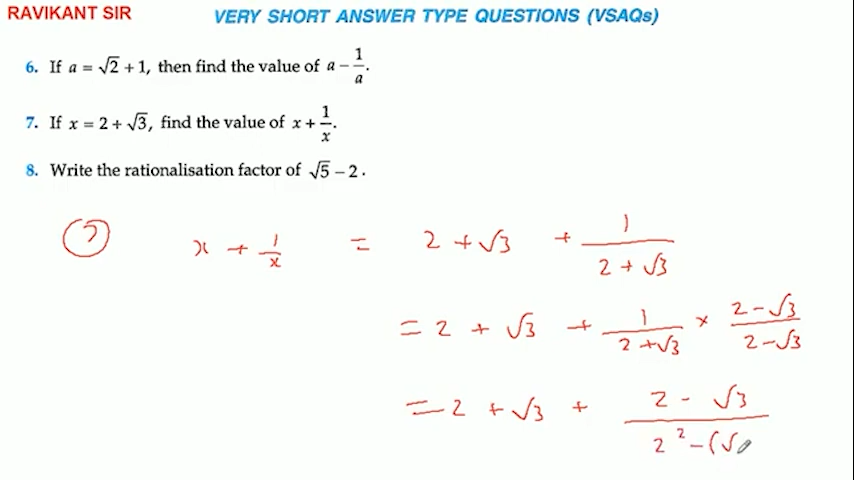 RAVIKANT SIR
VERY SHORT ANSWER TYPE QUESTIONS (VSAQs)
6. If a = √2 + 1, then find the value of a − 1/a.
7. If x = 2 + √3, find the value of x + 1/x.
8. Write the rationalisation factor of √5 − 2.
7 x + 1/x = 2 + √3 + 1/(2 + √3)
= 2 + √3 + 1/(2 + √3) × (2 − √3)/(2 − √3)
= 2 + √3 + (2 − √3)/(2² − (√